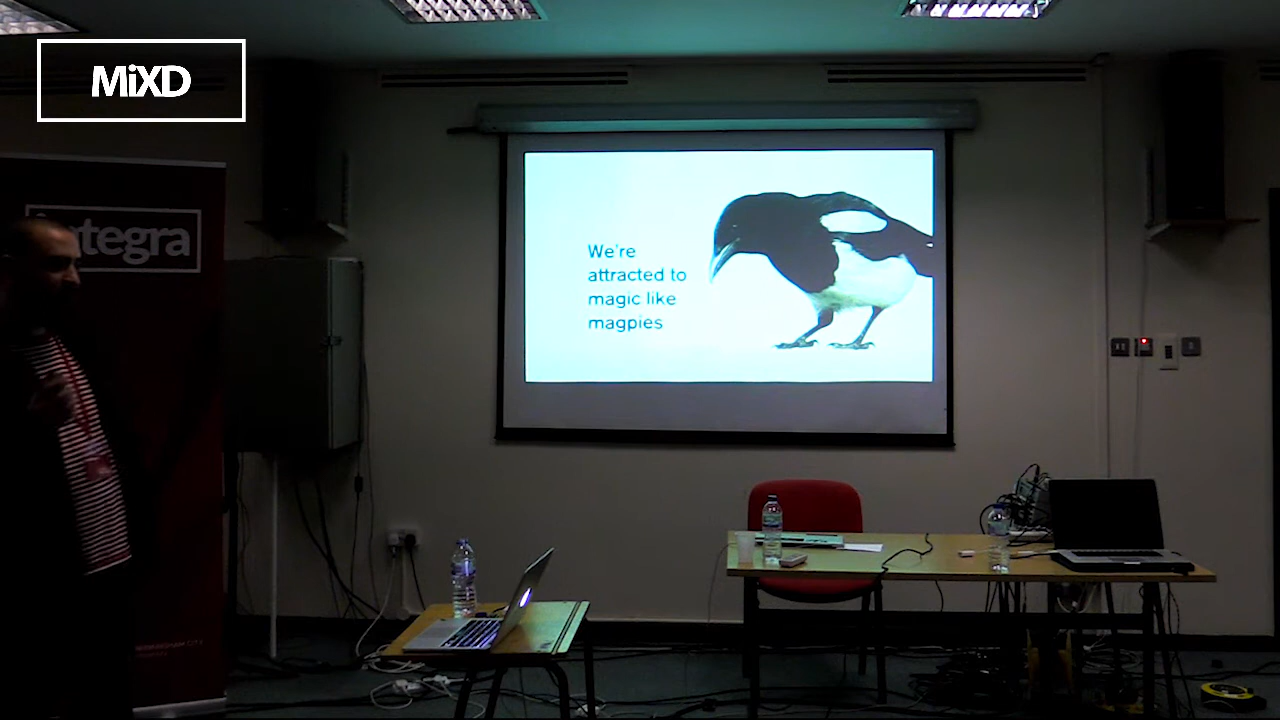 MiXD
integra
We're
attracted to
magic like
magpies